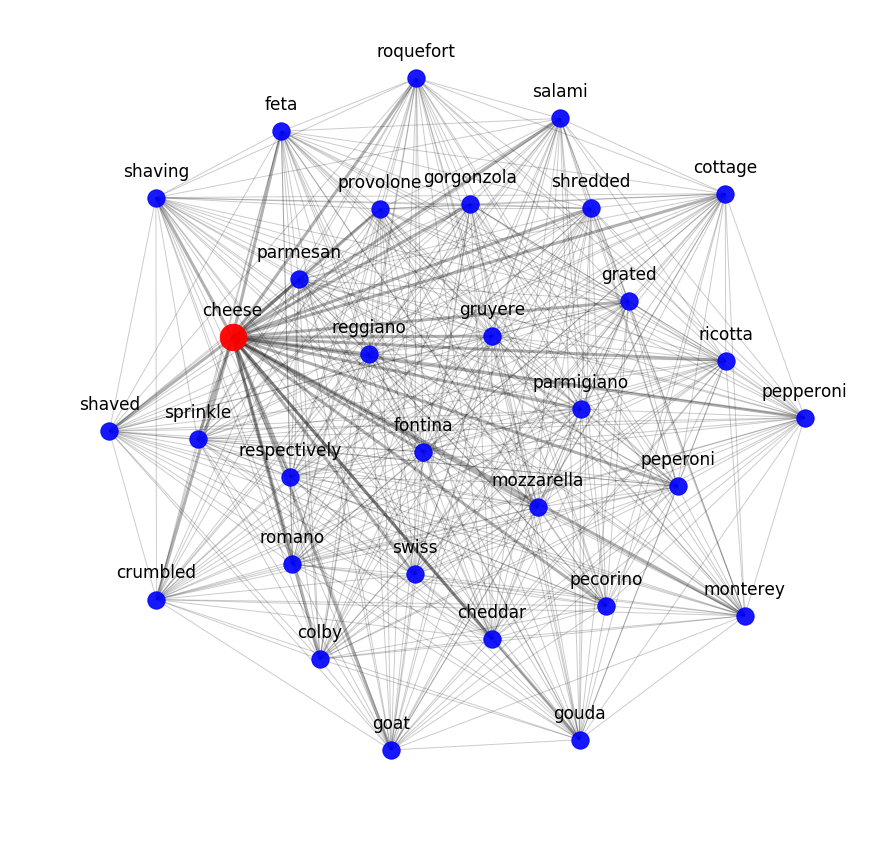 roquefort
salami
feta
cottage
shaving
gorgonzola
provolone
shredded
parmesan
grated
cheese
gruyere
reggiano
ricotta
parmigiano
pepperoni
shaved
sprinkle
fontina
respectively
peperoni
mozzarella
romano
swiss
crumbled
pecorino
monterey
cheddar
colby
gouda
goat